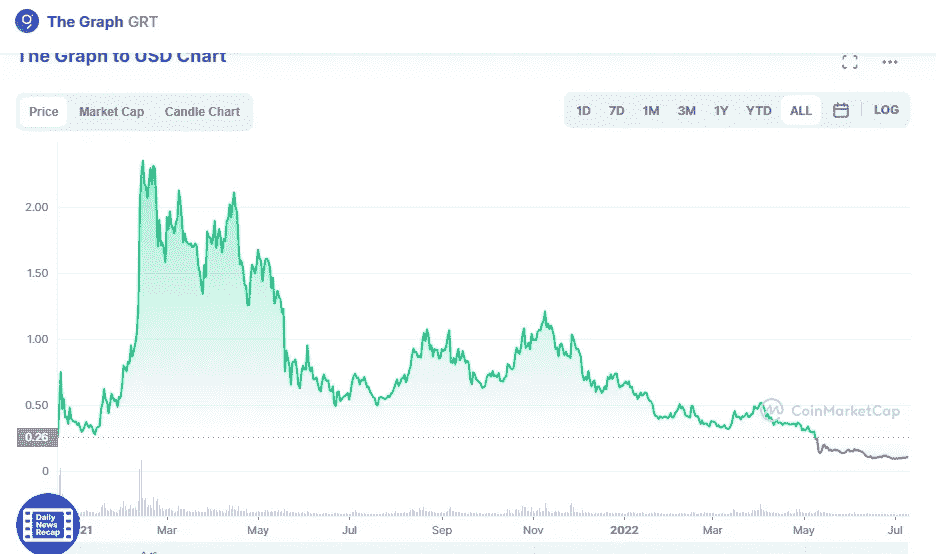 The Graph GRT
The Graph to USD Chart
Price Market Cap Candle Chart
1D 7D 1M 3M 1Y YTD ALL LOG
2.00
1.50
1.00
0.50
0.26
0
CoinMarketCap
21 Mar May Jul Sep Nov 2022 Mar May Jul
Daily
News
Recap